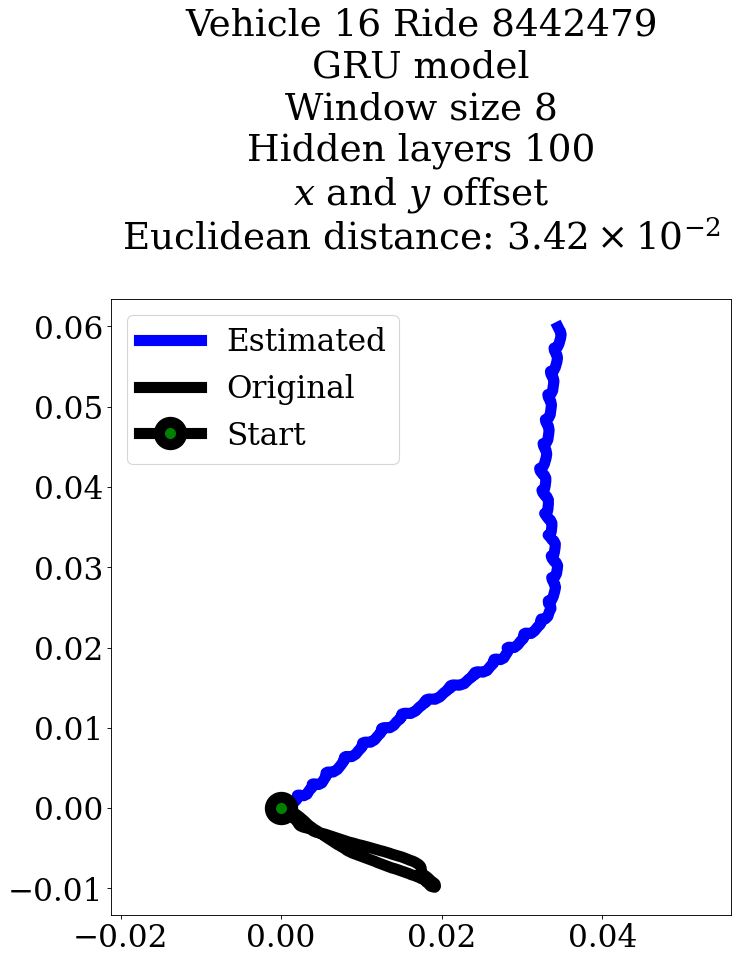 Vehicle 16 Ride 8442479
GRU model
Window size 8
Hidden layers 100
x and y offset
Euclidean distance: 3.42 × 10⁻²
Estimated
Original
Start
0.06
0.05
0.04
0.03
0.02
0.01
0.00
−0.01
−0.02 0.00 0.02 0.04